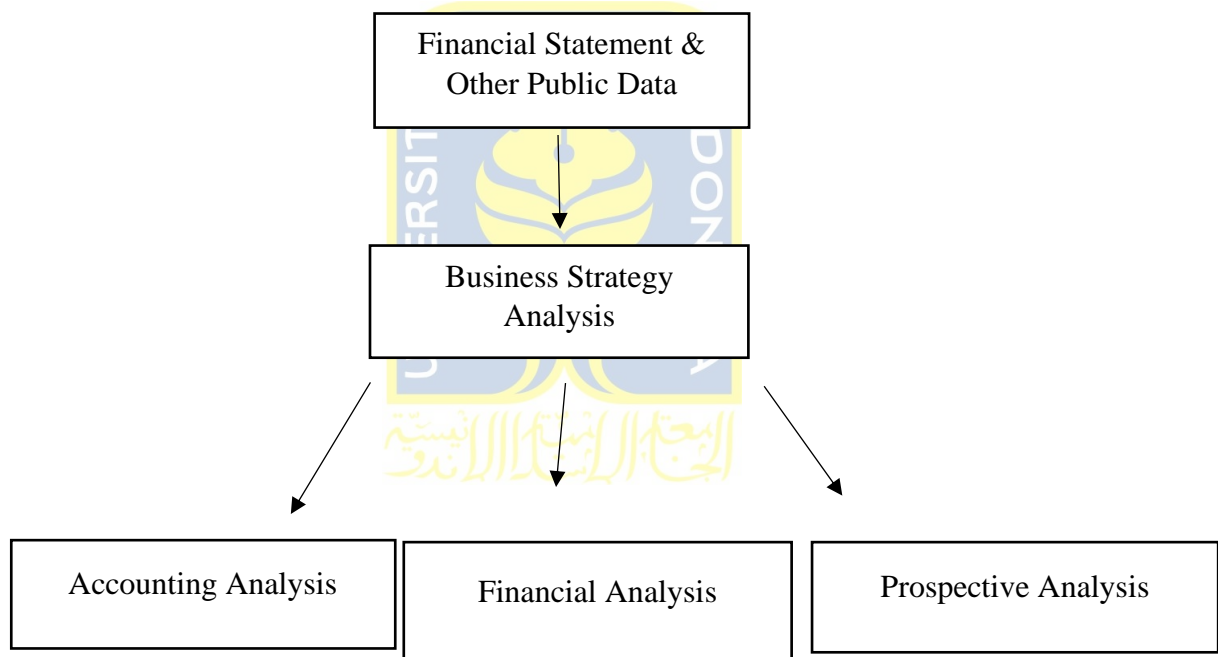 Financial Statement &
Other Public Data
Business Strategy
Analysis
Accounting Analysis
Financial Analysis
Prospective Analysis